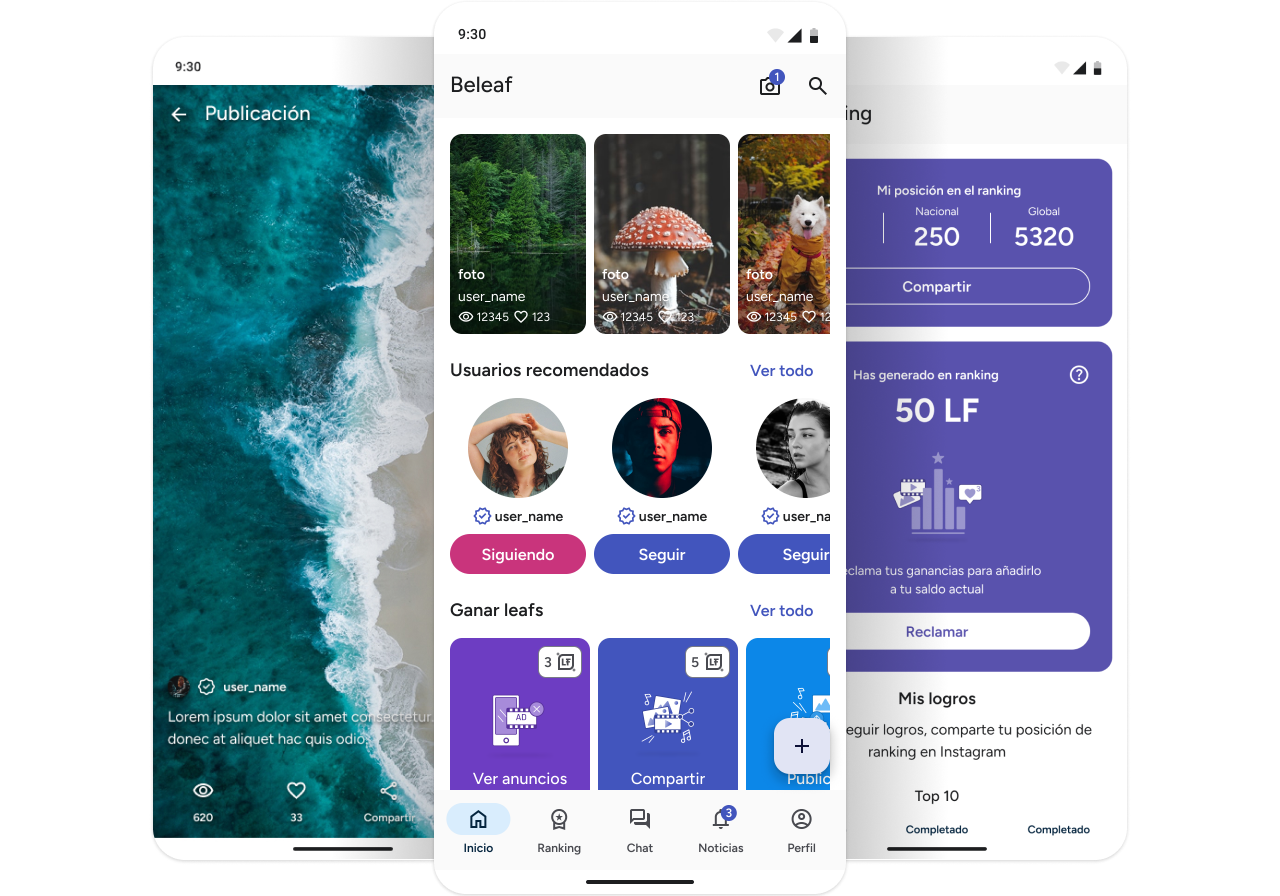 9:30
Publicación
user_name
Lorem ipsum dolor sit amet consectetur.
donec at aliquet hac quis odio
620
33
Compartir
9:30
Beleaf
1
foto
user_name
12345 123
foto
user_name
12345 123
foto
user_name
12345 12
Usuarios recomendados
Ver todo
user_name
user_name
user_na
Siguiendo
Seguir
Seguir
Ganar leafs
Ver todo
3 LF
5 LF
AD
Ver anuncios
Compartir
Public
+
3
Inicio
Ranking
Chat
Noticias
Perfil
ing
Mi posición en el ranking
Nacional
Global
250
5320
Compartir
Has generado en ranking
?
50 LF
eclama tus ganancias para añadirlo
a tu saldo actual
Reclamar
Mis logros
eguir logros, comparte tu posición de
ranking en Instagram
Top 10
Completado
Completado